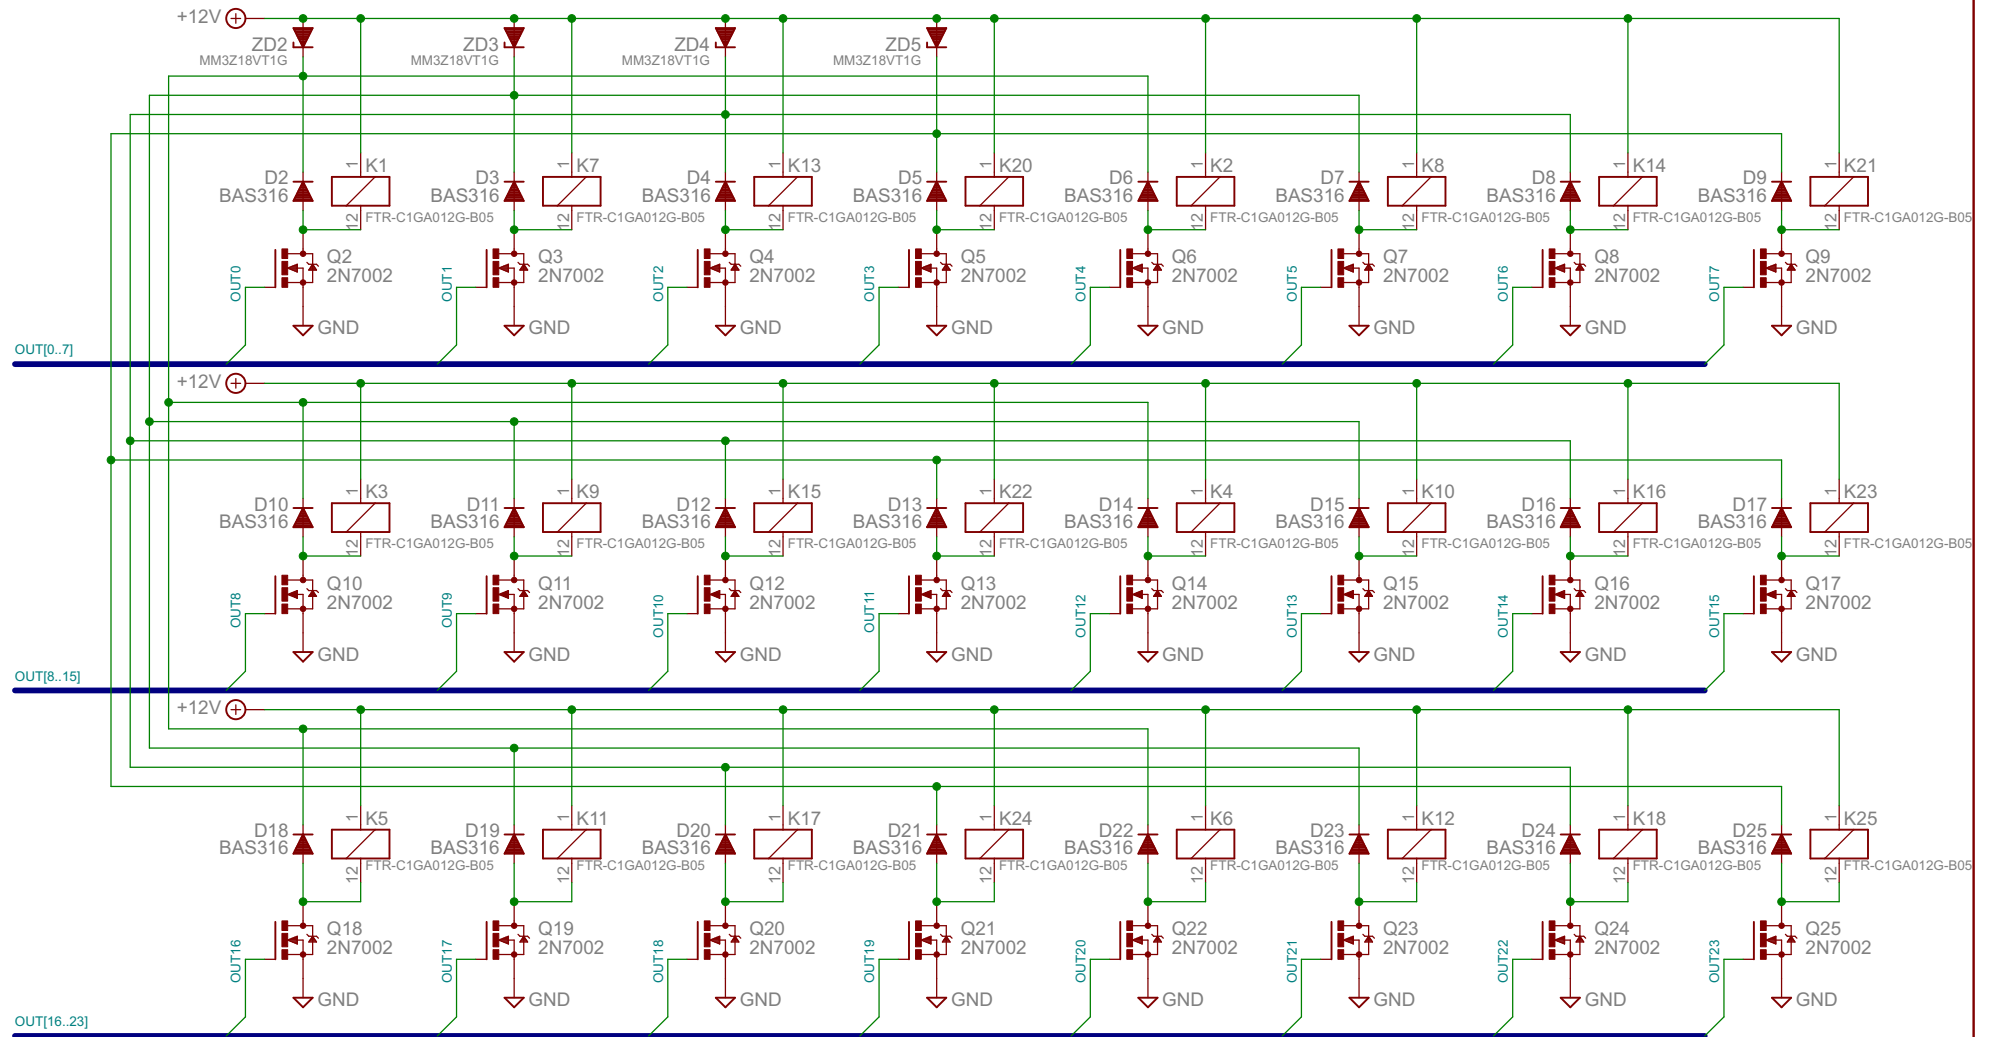 +12V
ZD2 ZD3 ZD4 ZD5
MM3Z18VT1G MM3Z18VT1G MM3Z18VT1G MM3Z18VT1G
1 K1 1 K7 1 K13 1 K20 1 K2 1 K8 1 K14 1 K21
D2 D3 D4 D5 D6 D7 D8 D9
BAS316 BAS316 BAS316 BAS316 BAS316 BAS316 BAS316 BAS316
12 FTR-C1GA012G-B05 12 FTR-C1GA012G-B05 12 FTR-C1GA012G-B05 12 FTR-C1GA012G-B05 12 FTR-C1GA012G-B05 12 FTR-C1GA012G-B05 12 FTR-C1GA012G-B05 12 FTR-C1GA012G-B05
Q2 Q3 Q4 Q5 Q6 Q7 Q8 Q9
2N7002 2N7002 2N7002 2N7002 2N7002 2N7002 2N7002 2N7002
OUT0 OUT1 OUT2 OUT3 OUT4 OUT5 OUT6 OUT7
GND GND GND GND GND GND GND GND
OUT[0..7]
+12V
1 K3 1 K9 1 K15 1 K22 1 K4 1 K10 1 K16 1 K23
D10 D11 D12 D13 D14 D15 D16 D17
BAS316 BAS316 BAS316 BAS316 BAS316 BAS316 BAS316 BAS316
12 FTR-C1GA012G-B05 12 FTR-C1GA012G-B05 12 FTR-C1GA012G-B05 12 FTR-C1GA012G-B05 12 FTR-C1GA012G-B05 12 FTR-C1GA012G-B05 12 FTR-C1GA012G-B05 12 FTR-C1GA012G-B05
Q10 Q11 Q12 Q13 Q14 Q15 Q16 Q17
2N7002 2N7002 2N7002 2N7002 2N7002 2N7002 2N7002 2N7002
OUT8 OUT9 OUT10 OUT11 OUT12 OUT13 OUT14 OUT15
GND GND GND GND GND GND GND GND
OUT[8..15]
+12V
1 K5 1 K11 1 K17 1 K24 1 K6 1 K12 1 K18 1 K25
D18 D19 D20 D21 D22 D23 D24 D25
BAS316 BAS316 BAS316 BAS316 BAS316 BAS316 BAS316 BAS316
12 FTR-C1GA012G-B05 12 FTR-C1GA012G-B05 12 FTR-C1GA012G-B05 12 FTR-C1GA012G-B05 12 FTR-C1GA012G-B05 12 FTR-C1GA012G-B05 12 FTR-C1GA012G-B05 12 FTR-C1GA012G-B05
Q18 Q19 Q20 Q21 Q22 Q23 Q24 Q25
2N7002 2N7002 2N7002 2N7002 2N7002 2N7002 2N7002 2N7002
OUT16 OUT17 OUT18 OUT19 OUT20 OUT21 OUT22 OUT23
GND GND GND GND GND GND GND GND
OUT[16..23]